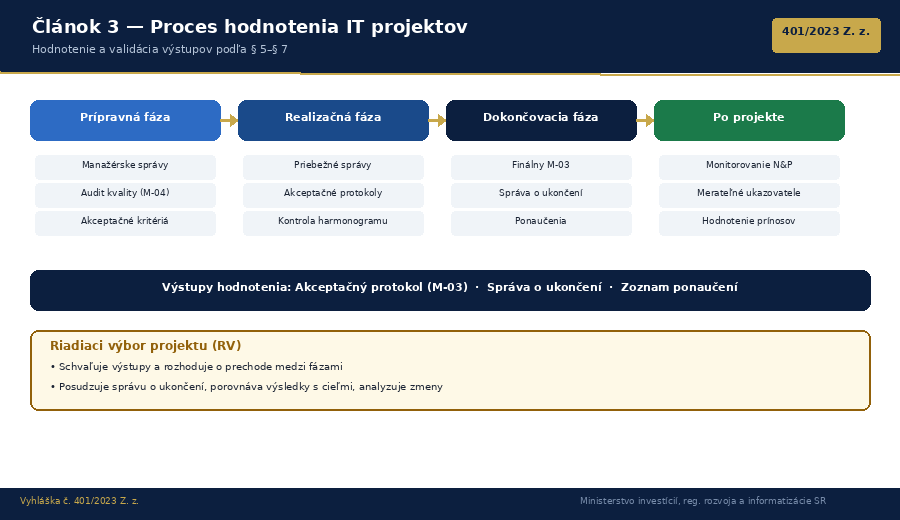 Článok 3 — Proces hodnotenia IT projektov
Hodnotenie a validácia výstupov podľa § 5–§ 7
401/2023 Z. z.
Prípravná fáza
Realizačná fáza
Dokončovacia fáza
Po projekte
Manažérske správy
Priebežné správy
Finálny M-03
Monitorovanie N&P
Audit kvality (M-04)
Akceptačné protokoly
Správa o ukončení
Merateľné ukazovatele
Akceptačné kritériá
Kontrola harmonogramu
Ponaučenia
Hodnotenie prínosov
Výstupy hodnotenia: Akceptačný protokol (M-03) · Správa o ukončení · Zoznam ponaučení
Riadiaci výbor projektu (RV)
• Schvaľuje výstupy a rozhoduje o prechode medzi fázami
• Posudzuje správu o ukončení, porovnáva výsledky s cieľmi, analyzuje zmeny
Vyhláška č. 401/2023 Z. z.
Ministerstvo investícií, reg. rozvoja a informatizácie SR